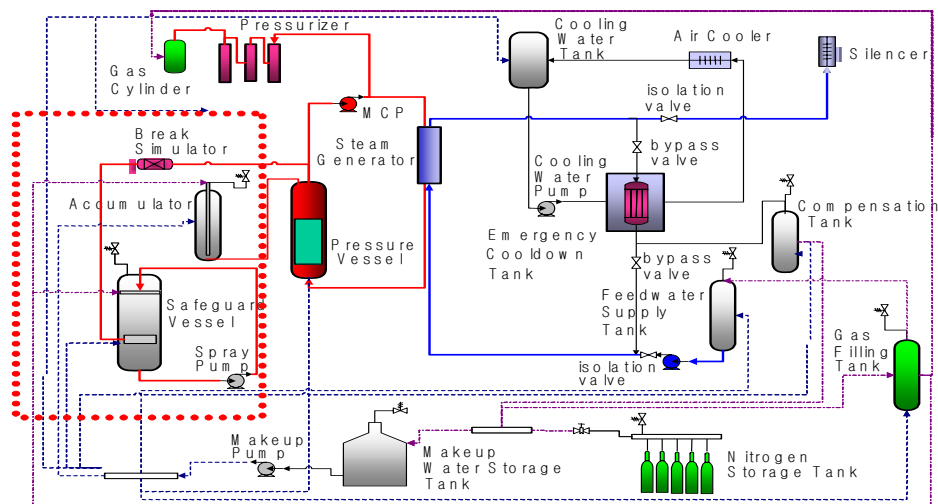 Pressurizer
Gas
Cylinder
MCP
Cooling
Water
Tank
Air Cooler
Silencer
isolation
valve
Break
Simulator
Steam
Generator
bypass
valve
Cooling
Water
Pump
Accumulator
Compensation
Tank
Pressure
Vessel
Emergency
Cooldown
Tank
bypass
valve
Safeguard
Vessel
Feedwater
Supply
Tank
Spray
Pump
isolation
valve
Gas
Filling
Tank
Makeup
Pump
Makeup
Water Storage Tank
Nitrogen
Storage Tank